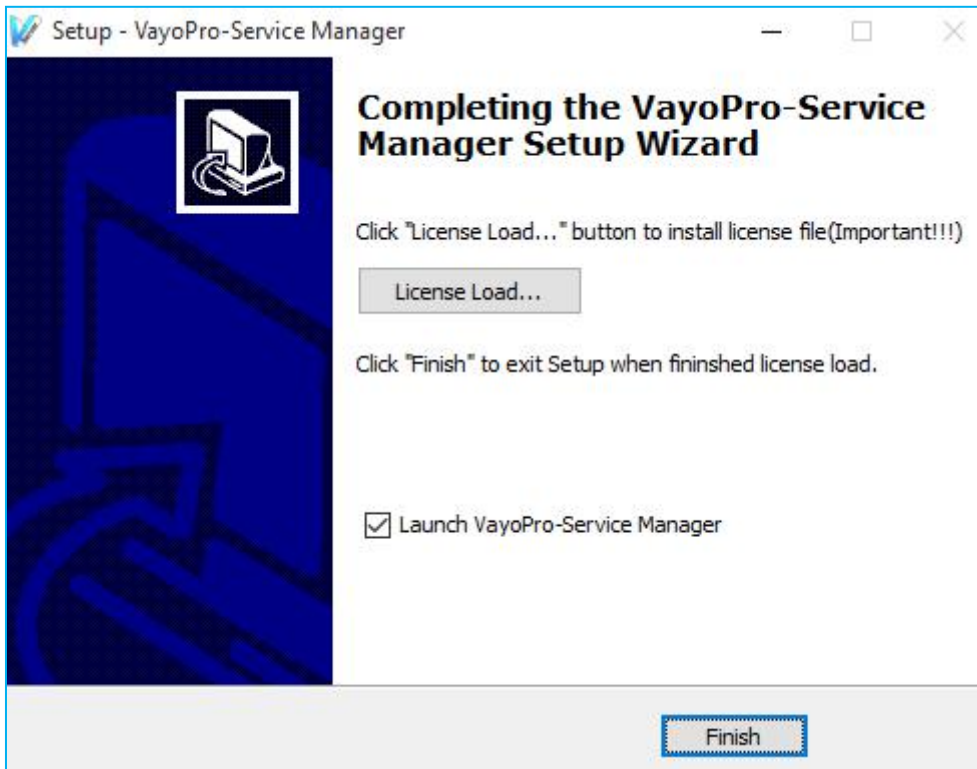 Setup - VayoPro-Service Manager
Completing the VayoPro-Service
Manager Setup Wizard
Click "License Load..." button to install license file(Important!!!)
License Load...
Click "Finish" to exit Setup when fininshed license load.
Launch VayoPro-Service Manager
Finish